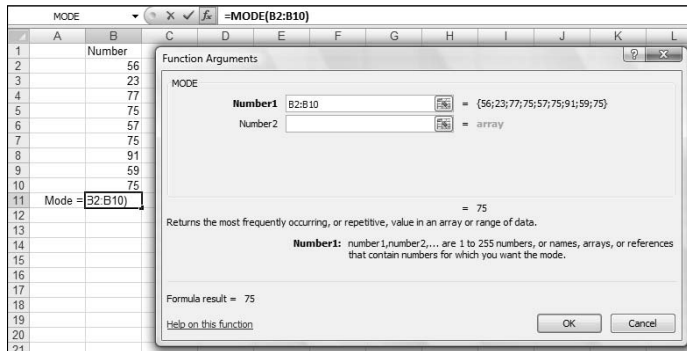 MODE =MODE(B2:B10)
A B C D E F G H I J K L
1 Number
2 56
3 23
4 77
5 75
6 57
7 75
8 91
9 59
10 75
11 Mode = B2:B10)
12
13
14
15
16
17
18
19
20
21
Function Arguments
MODE
Number1 B2:B10 = {56;23;77;75;57;75;91;59;75}
Number2 = array
= 75
Returns the most frequently occurring, or repetitive, value in an array or range of data.
Number1: number1,number2,... are 1 to 255 numbers, or names, arrays, or references
that contain numbers for which you want the mode.
Formula result = 75
Help on this function
OK Cancel